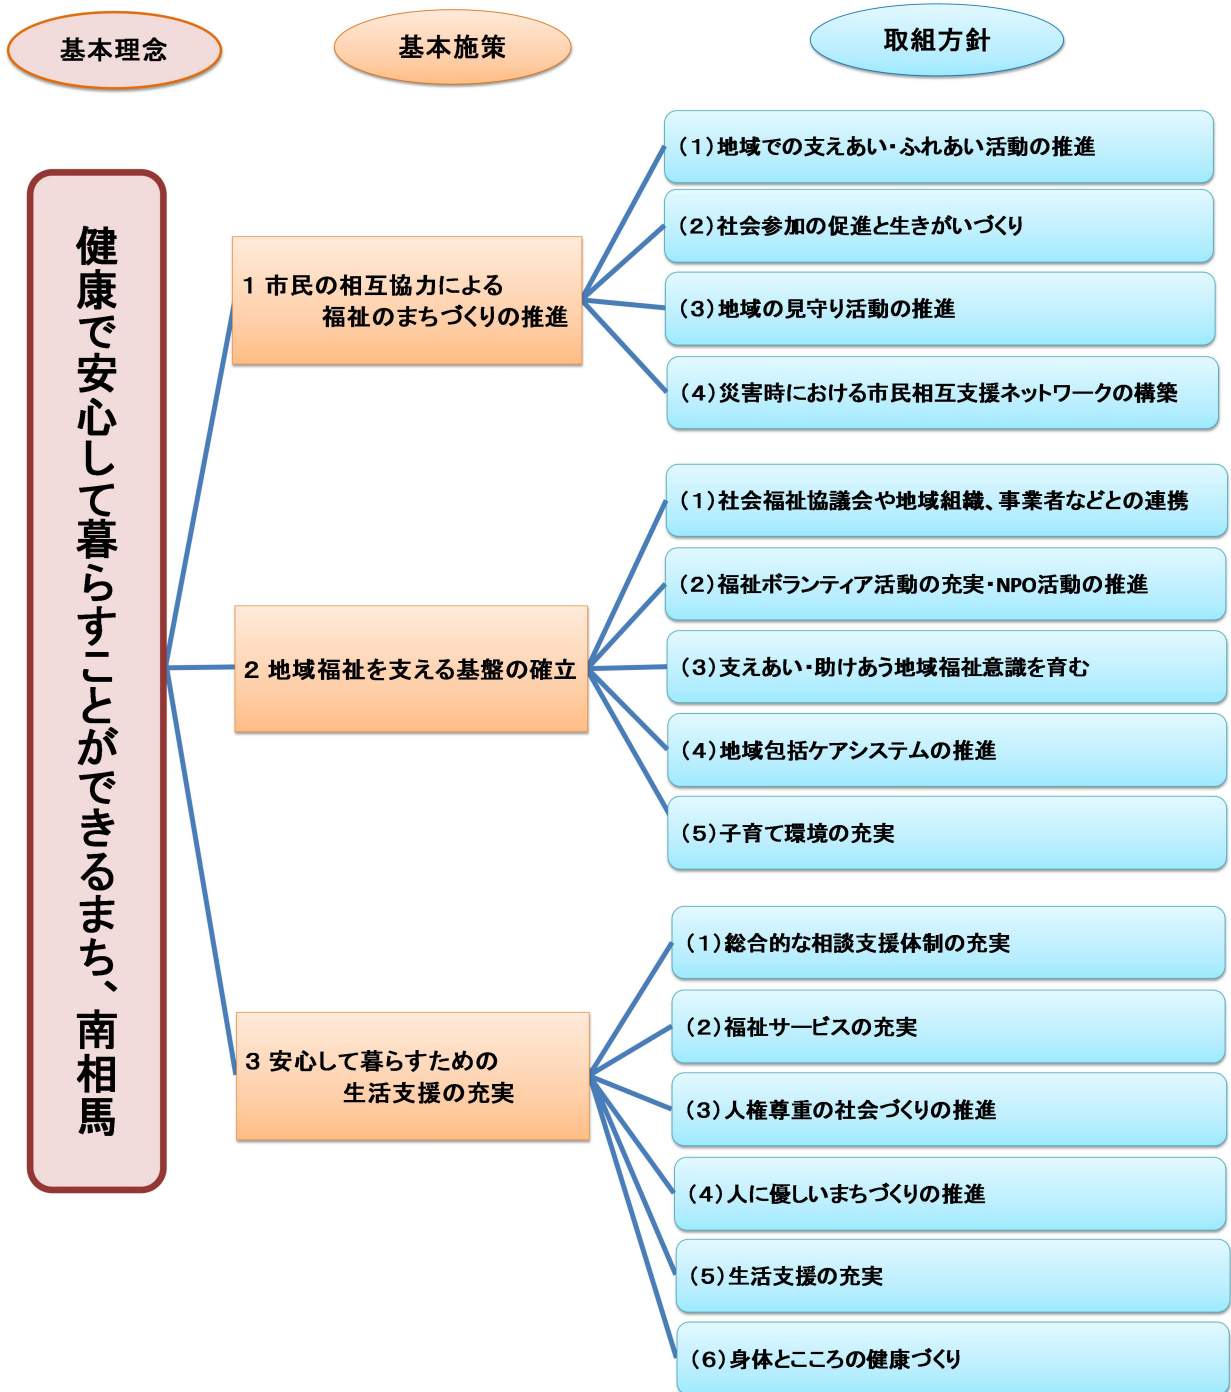 基本理念
基本施策
取組方針
健康で安心して暮らすことができるまち、南相馬
1 市民の相互協力による
福祉のまちづくりの推進
(1)地域での支えあい・ふれあい活動の推進
(2)社会参加の促進と生きがいづくり
(3)地域の見守り活動の推進
(4)災害時における市民相互支援ネットワークの構築
2 地域福祉を支える基盤の確立
(1)社会福祉協議会や地域組織、事業者などとの連携
(2)福祉ボランティア活動の充実・NPO活動の推進
(3)支えあい・助けあう地域福祉意識を育む
(4)地域包括ケアシステムの推進
(5)子育て環境の充実
3 安心して暮らすための
生活支援の充実
(1)総合的な相談支援体制の充実
(2)福祉サービスの充実
(3)人権尊重の社会づくりの推進
(4)人に優しいまちづくりの推進
(5)生活支援の充実
(6)身体とこころの健康づくり